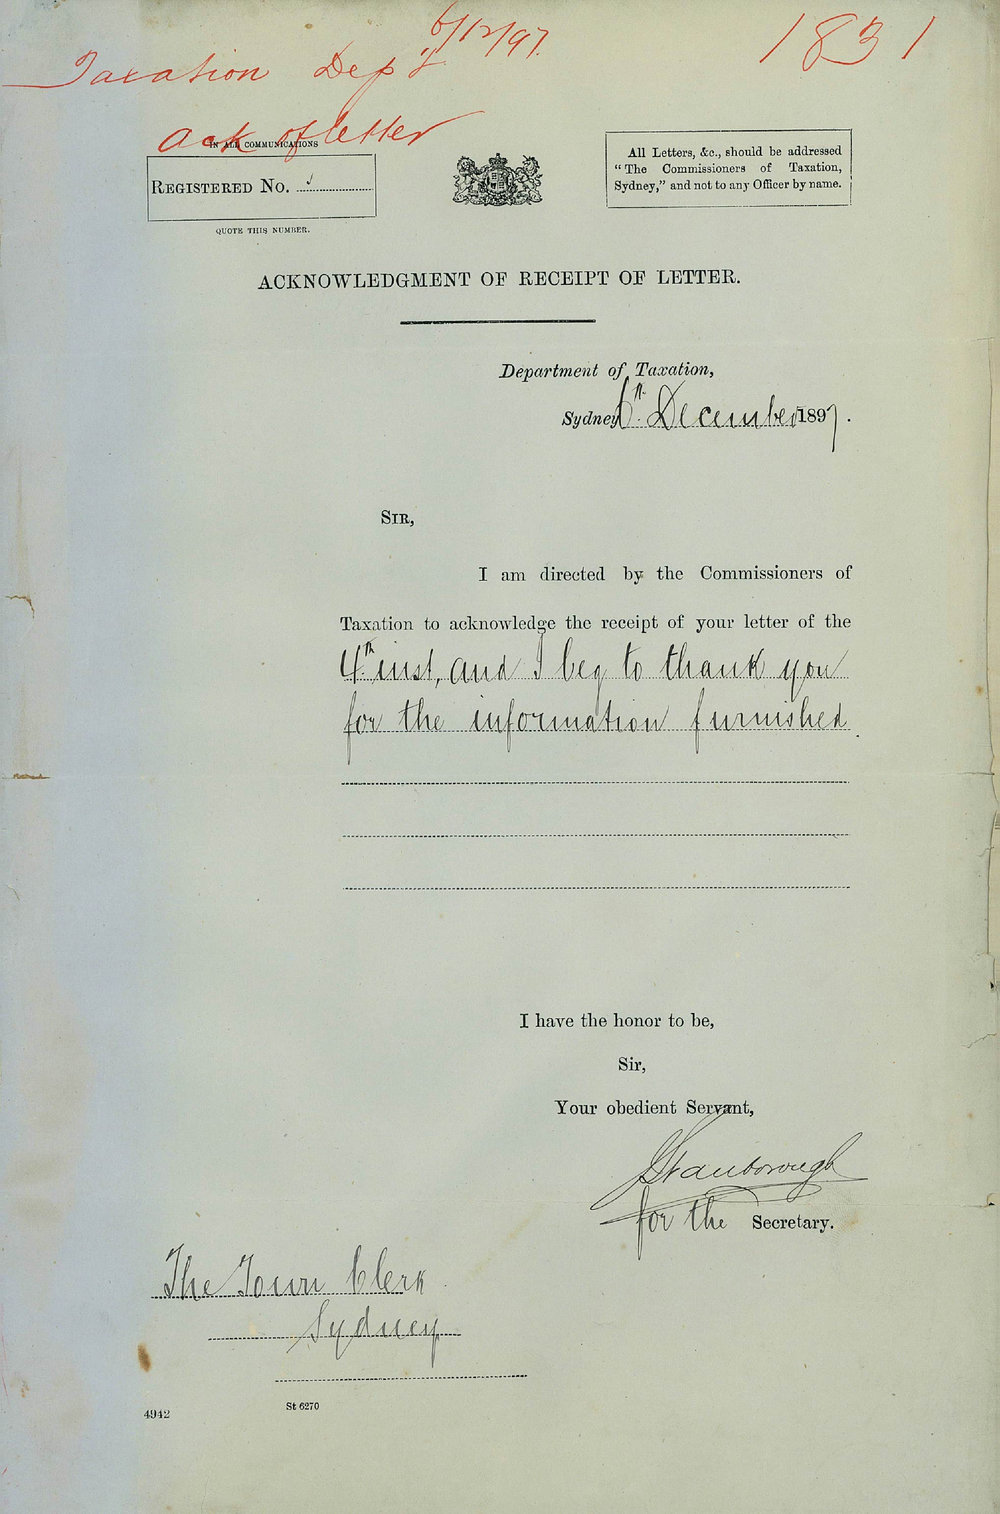 6/12/97.
Taxation Dep't
1831
ack of letter
IN ALL COMMUNICATIONS
REGISTERED NO.
QUOTE THIS NUMBER.
All Letters, &c., should be addressed
"The Commissioners of Taxation,
Sydney," and not to any Officer by name.
ACKNOWLEDGMENT OF RECEIPT OF LETTER.
Department of Taxation,
Sydney 6th December 1897.
SIR,
I am directed by the Commissioners of
Taxation to acknowledge the receipt of your letter of the
4th inst, and I beg to thank you
for the information furnished.
I have the honor to be,
Sir,
Your obedient Servant,
for the Secretary.
The Town Clerk
Sydney
4942
St 6270